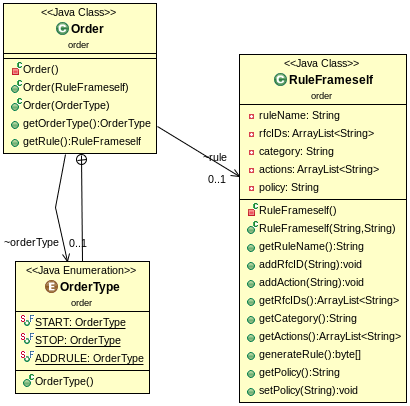 <<Java Class>>
Order
order
Order()
Order(RuleFrameself)
Order(OrderType)
getOrderType():OrderType
getRule():RuleFrameself
~rule
0..1
~orderType
0..1
<<Java Enumeration>>
OrderType
order
START: OrderType
STOP: OrderType
ADDRULE: OrderType
OrderType()
<<Java Class>>
RuleFrameself
order
ruleName: String
rfcIDs: ArrayList<String>
category: String
actions: ArrayList<String>
policy: String
RuleFrameself()
RuleFrameself(String,String)
getRuleName():String
addRfcID(String):void
addAction(String):void
getRfcIDs():ArrayList<String>
getCategory():String
getActions():ArrayList<String>
generateRule():byte[]
getPolicy():String
setPolicy(String):void